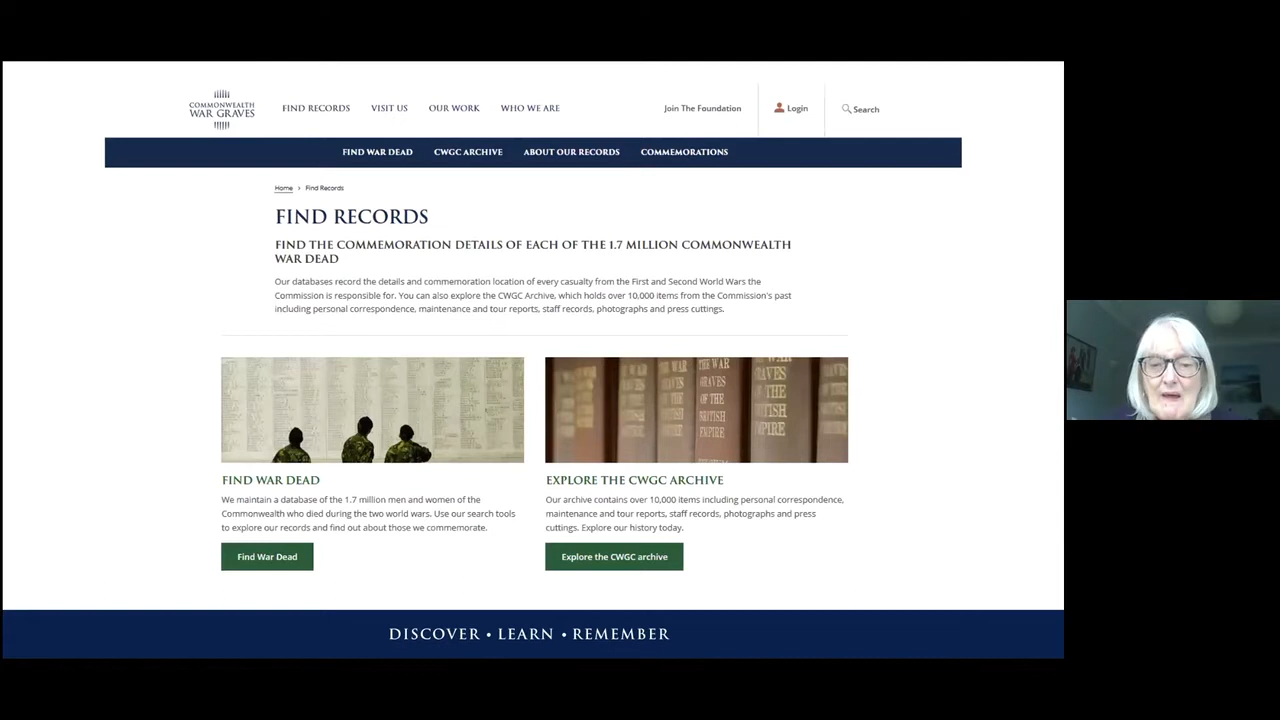 COMMONWEALTH
WAR GRAVES
FIND RECORDS
VISIT US
OUR WORK
WHO WE ARE
Join The Foundation
Login
Search
FIND WAR DEAD
CWGC ARCHIVE
ABOUT OUR RECORDS
COMMEMORATIONS
Home > Find Records
FIND RECORDS
FIND THE COMMEMORATION DETAILS OF EACH OF THE 1.7 MILLION COMMONWEALTH
WAR DEAD
Our databases record the details and commemoration location of every casualty from the First and Second World Wars the
Commission is responsible for. You can also explore the CWGC Archive, which holds over 10,000 items from the Commission's past
including personal correspondence, maintenance and tour reports, staff records, photographs and press cuttings.
THE WAR
GRAVES
OF THE
BRITISH
EMPIRE
FIND WAR DEAD
We maintain a database of the 1.7 million men and women of the
Commonwealth who died during the two world wars. Use our search tools
to explore our records and find out about those we commemorate.
Find War Dead
EXPLORE THE CWGC ARCHIVE
Our archive contains over 10,000 items including personal correspondence,
maintenance and tour reports, staff records, photographs and press
cuttings. Explore our history today.
Explore the CWGC archive
DISCOVER • LEARN • REMEMBER